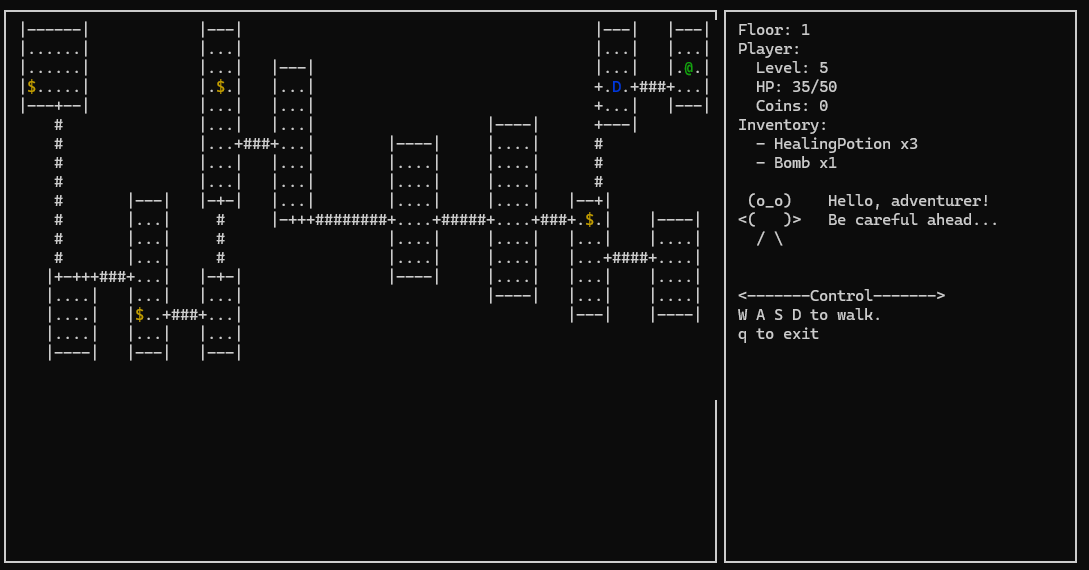 |------|            |---|                                       |---|   |---|
|......|            |...|                                       |...|   |...|
|......|            |...|   |---|                               |...|   |.@.|
|$.....|            |.$.|   |...|                               +.D.+###+...|
|---+--|            |...|   |...|                               +...|   |---|
    #               |...|   |...|                   |----|      +---|
    #               |...+###+...|        |----|     |....|      #
    #               |...|   |...|        |....|     |....|      #
    #               |...|   |...|        |....|     |....|      #
    #       |---|   |-+-|   |...|        |....|     |....|   |--+|
    #       |...|     #     |-+++########+....+#####+....+###+.$.|    |----|
    #       |...|     #                  |....|     |....|   |...|    |....|
    #       |...|     #                  |....|     |....|   |...+####+....|
   |+-+++###+...|   |-+-|                |----|     |....|   |...|    |....|
   |....|   |...|   |...|                           |----|   |...|    |....|
   |....|   |$..+###+...|                                    |---|    |----|
   |....|   |...|   |...|
   |----|   |---|   |---|
Floor: 1
Player:
  Level: 5
  HP: 35/50
  Coins: 0
Inventory:
  - HealingPotion x3
  - Bomb x1
 (o_o)    Hello, adventurer!
<(   )>   Be careful ahead...
  / \
<-------Control------->
W A S D to walk.
q to exit